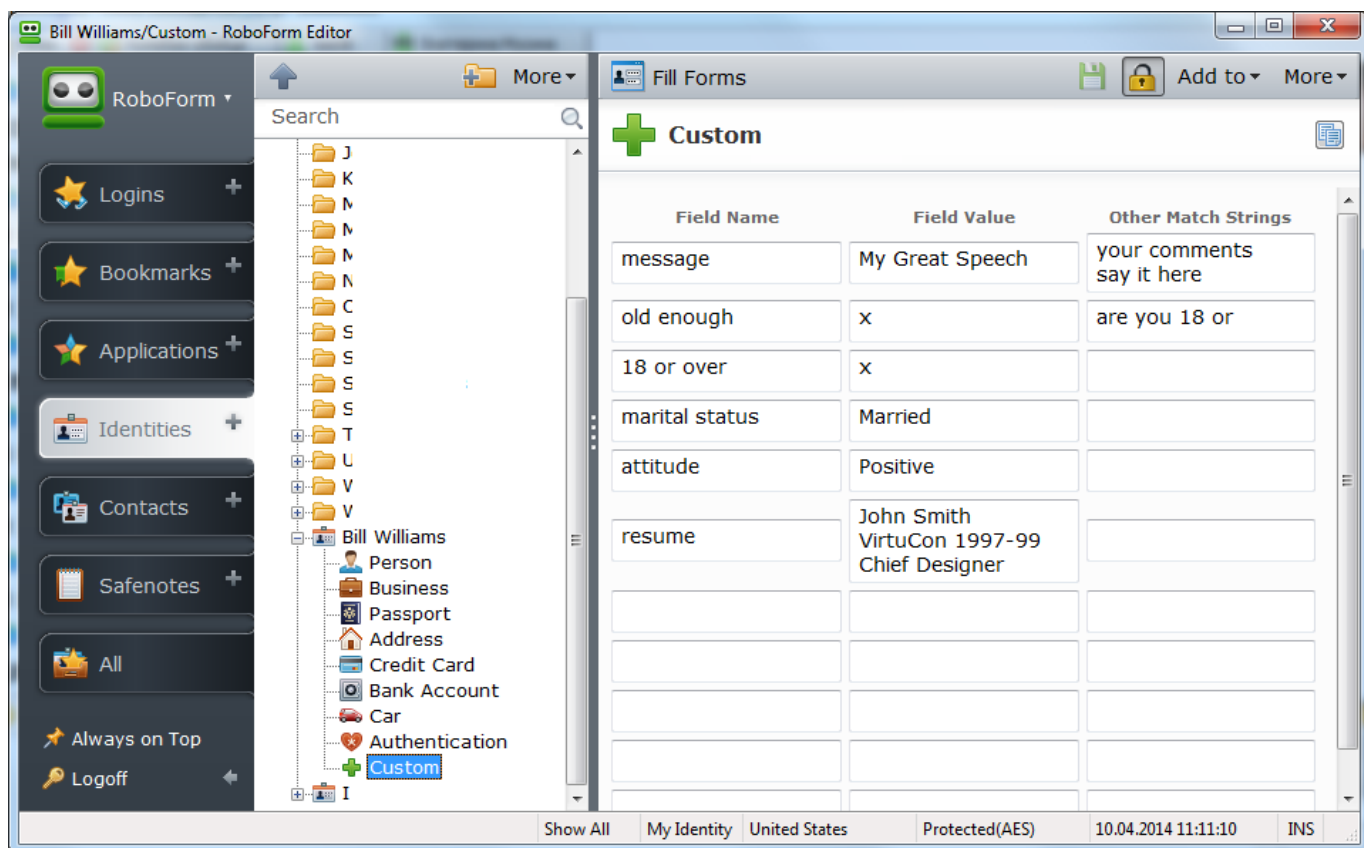 Bill Williams/Custom - RoboForm Editor
RoboForm
Logins
Bookmarks
Applications
Identities
Contacts
Safenotes
All
Always on Top
Logoff
More
Search
J
K
N
C
S
S
S
S
T
U
V
V
Bill Williams
Person
Business
Passport
Address
Credit Card
Bank Account
Car
Authentication
Custom
I
Fill Forms
Add to
More
Custom
Field Name Field Value Other Match Strings
message My Great Speech your comments
say it here
old enough x are you 18 or
18 or over x
marital status Married
attitude Positive
resume John Smith
VirtuCon 1997-99
Chief Designer
Show All My Identity United States Protected(AES) 10.04.2014 11:11:10 INS